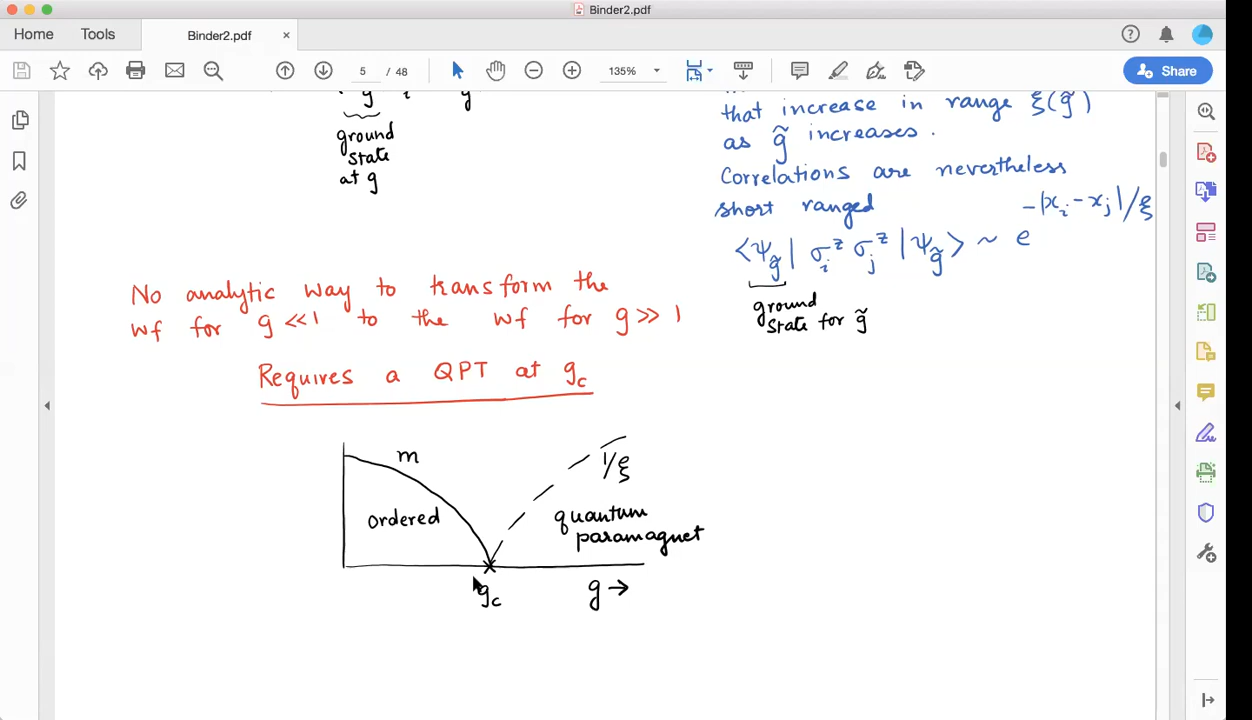 Binder2.pdf
Home
Tools
Binder2.pdf
×
5 / 48
135%
Share
g̃ i g̃
ground
state
at g
that increase in range ξ(g̃)
as g̃ increases.
Correlations are nevertheless
short ranged
<ψ_g̃| σ_i^z σ_j^z |ψ_g̃> ~ e^{-|x_i - x_j|/ξ}
ground
state for g̃
No analytic way to transform the
wf for g <<1 to the wf for g >> 1
Requires a QPT at g_c
m
1/ξ
ordered
quantum
paramagnet
g_c
g →